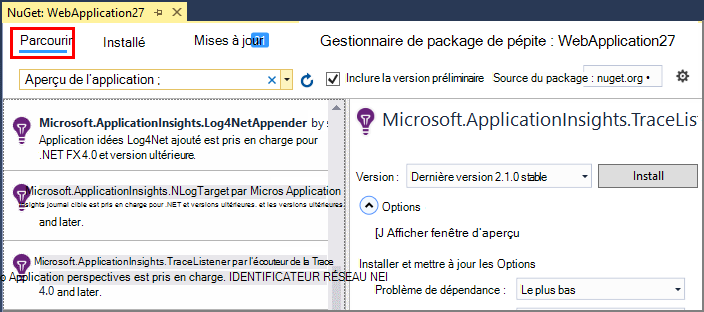 NuGet: WebApplication27
Parcourir
Installé
Mises à jour
Gestionnaire de package de pépite : WebApplication27
Aperçu de l'application ;
Inclure la version préliminaire
Source du package : nuget.org
Microsoft.ApplicationInsights.Log4NetAppender by
Application idées Log4Net ajouté est pris en charge pour
.NET FX 4.0 et version ultérieure.
Microsoft.ApplicationInsights.NLogTarget par Micros Application
Insights journal cible est pris en charge pour .NET et versions ultérieures. et les versions ultérieures.
and later.
Microsoft.ApplicationInsights.TraceListener par l'écouteur de la Trace
o Application perspectives est pris en charge. IDENTIFICATEUR RÉSEAU NEI
4.0 and later.
Microsoft.ApplicationInsights.TraceLis
Version :
Dernière version 2.1.0 stable
Install
Options
[J Afficher fenêtre d'aperçu
Installer et mettre à jour les Options
Problème de dépendance :
Le plus bas